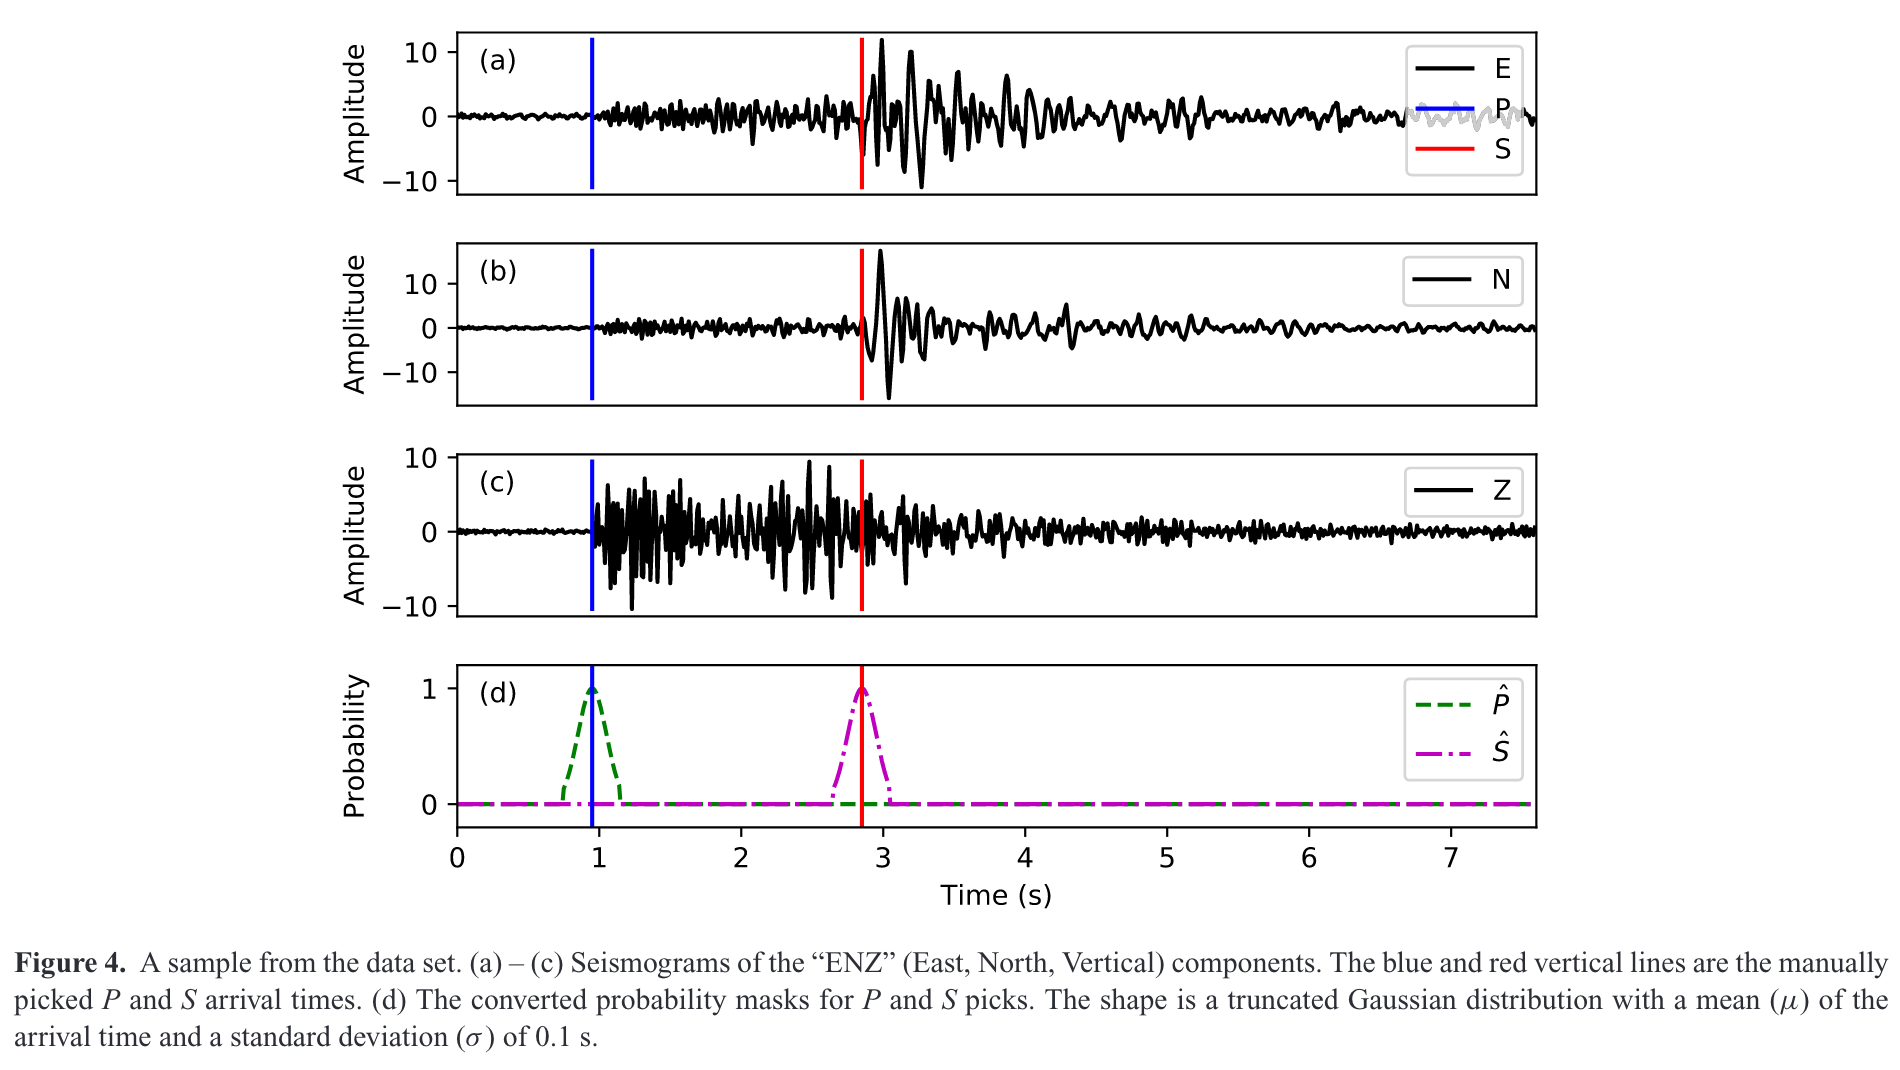 Amplitude
10
0
−10
(a)
E
P
S
Amplitude
10
0
−10
(b)
N
Amplitude
10
0
−10
(c)
Z
Probability
1
0
(d)
P̂
Ŝ
0 1 2 3 4 5 6 7
Time (s)
Figure 4. A sample from the data set. (a) – (c) Seismograms of the “ENZ” (East, North, Vertical) components. The blue and red vertical lines are the manually
picked P and S arrival times. (d) The converted probability masks for P and S picks. The shape is a truncated Gaussian distribution with a mean (μ) of the
arrival time and a standard deviation (σ) of 0.1 s.